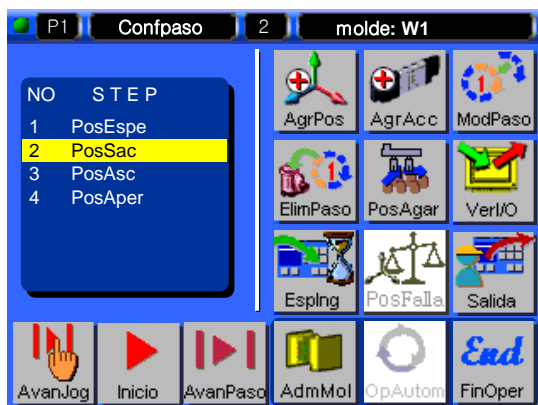 P1 Confpaso 2 molde: W1
NO STEP
1 PosEspe
2 PosSac
3 PosAsc
4 PosAper
AgrPos AgrAcc ModPaso
ElimPaso PosAgar VerI/O
EspIng PosFalla Salida
AvanJog Inicio AvanPaso AdmMol OpAutom End FinOper